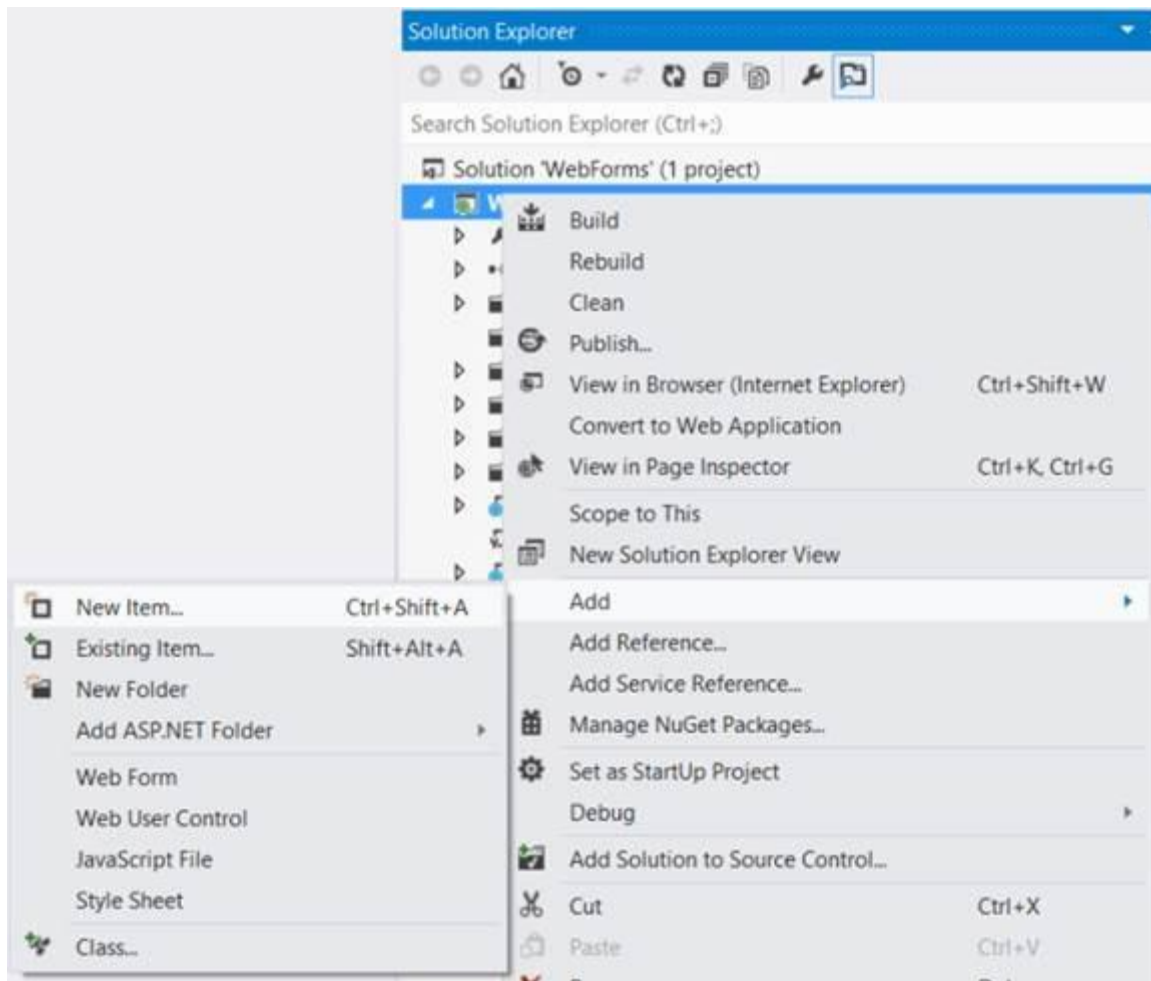 Solution Explorer
Search Solution Explorer (Ctrl+;)
Solution 'WebForms' (1 project)
Build
Rebuild
Clean
Publish...
View in Browser (Internet Explorer) Ctrl+Shift+W
Convert to Web Application
View in Page Inspector Ctrl+K, Ctrl+G
Scope to This
New Solution Explorer View
Add
Add Reference...
Add Service Reference...
Manage NuGet Packages...
Set as StartUp Project
Debug
Add Solution to Source Control...
Cut Ctrl+X
Paste Ctrl+V
New Item... Ctrl+Shift+A
Existing Item... Shift+Alt+A
New Folder
Add ASP.NET Folder
Web Form
Web User Control
JavaScript File
Style Sheet
Class...